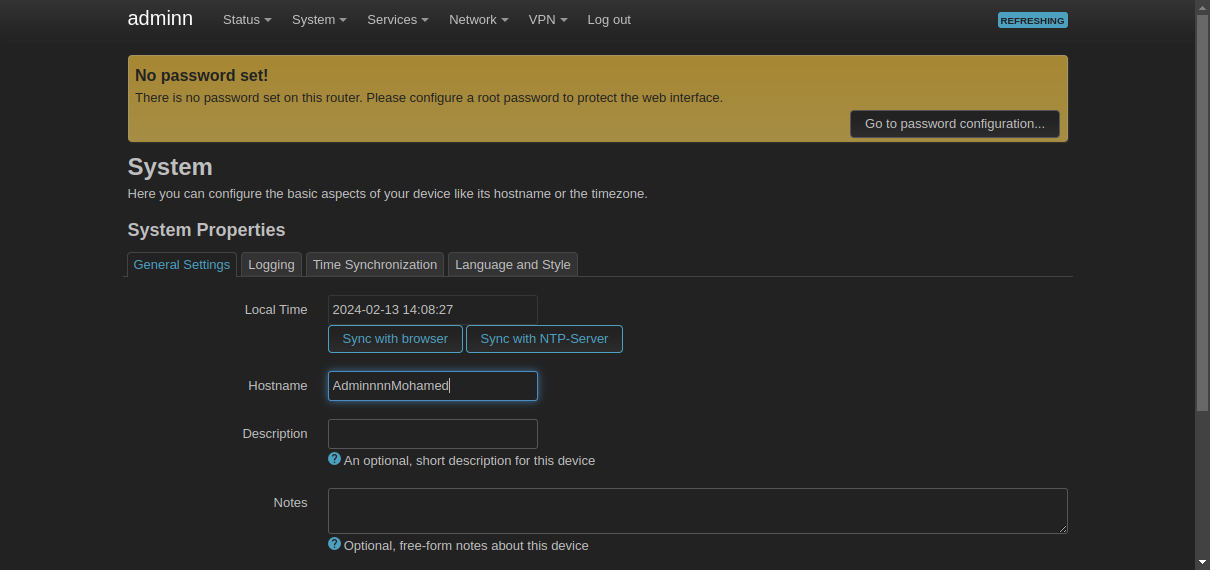 adminn Status System Services Network VPN Log out REFRESHING
No password set!
There is no password set on this router. Please configure a root password to protect the web interface.
Go to password configuration...
System
Here you can configure the basic aspects of your device like its hostname or the timezone.
System Properties
General Settings Logging Time Synchronization Language and Style
Local Time 2024-02-13 14:08:27
Sync with browser Sync with NTP-Server
Hostname AdminnnnMohamed
Description
? An optional, short description for this device
Notes
? Optional, free-form notes about this device